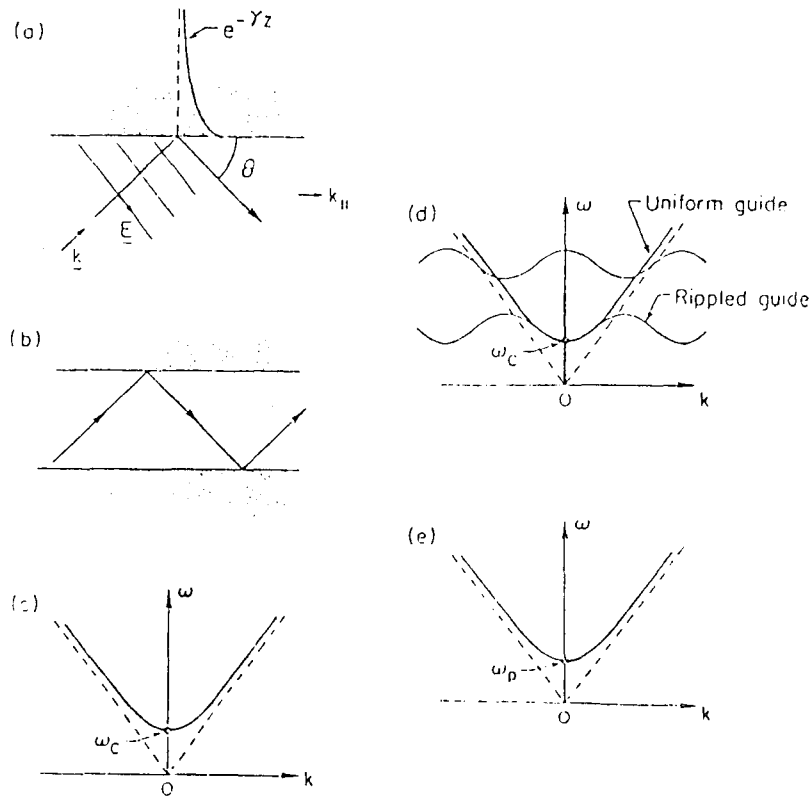 (a)
e^{-γz}
θ
k_{||}
E
k
(b)
(c)
ω
ω_C
O
k
(d)
ω
Uniform guide
Rippled guide
ω_C
O
k
(e)
ω
ω_p
O
k